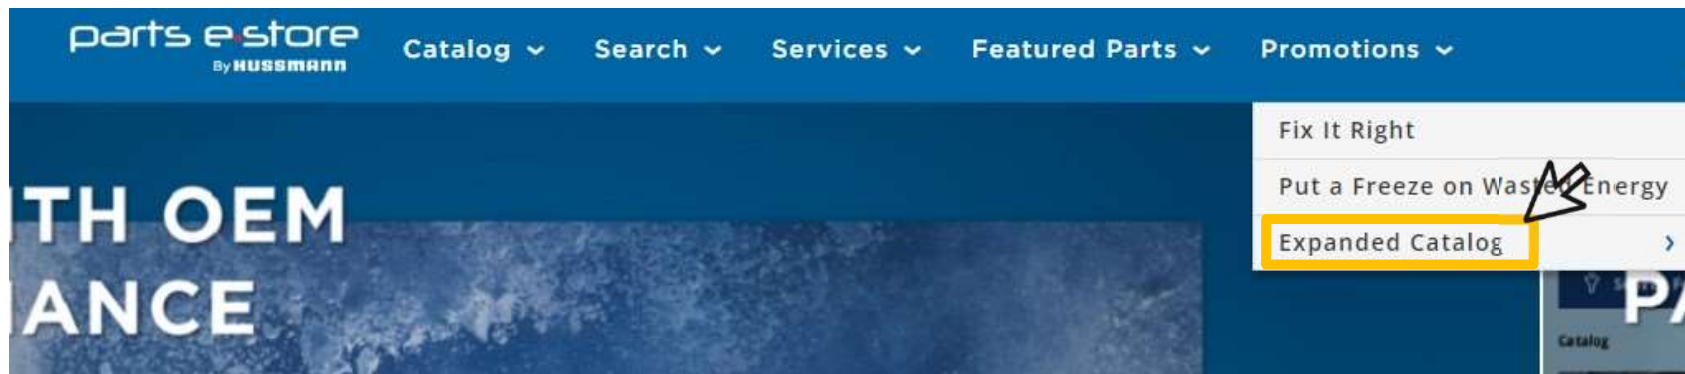 parts e-store
By HUSSMANN
Catalog
Search
Services
Featured Parts
Promotions
Fix It Right
Put a Freeze on Wasted Energy
Expanded Catalog
ITH OEM
ANCE
PA
Catalog